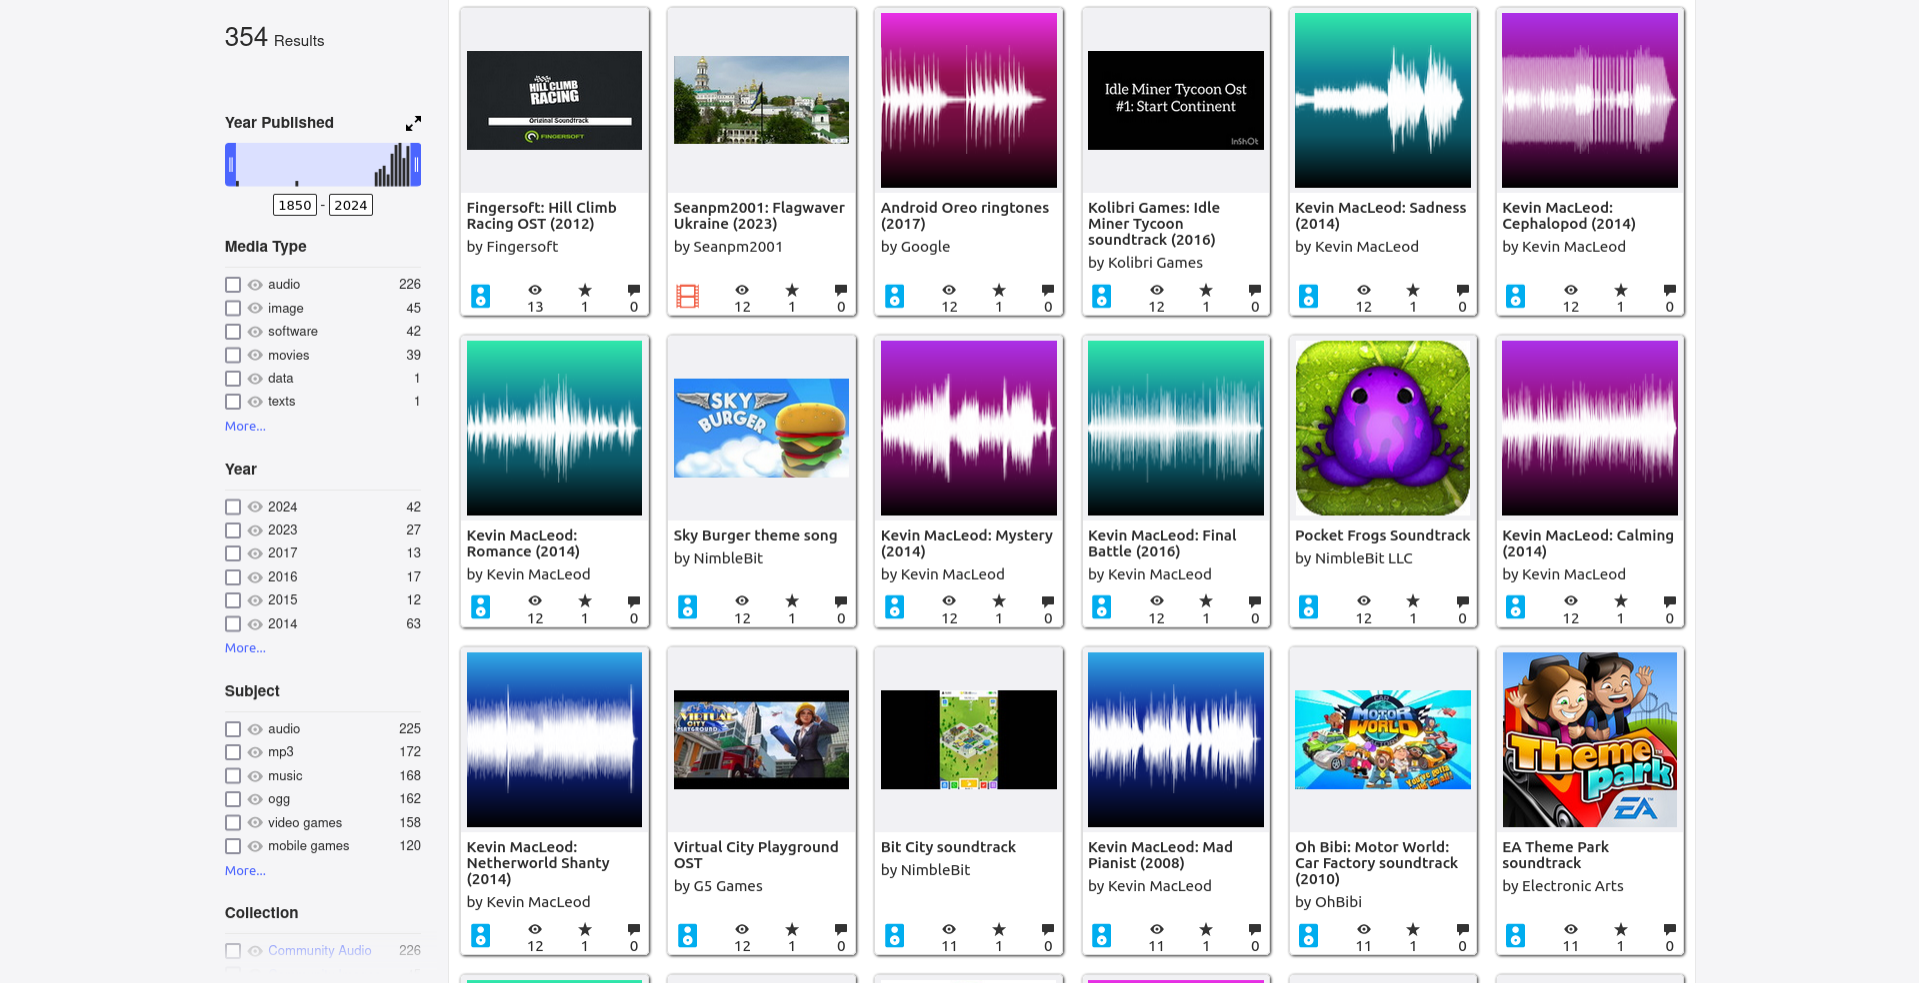 354 Results
Year Published
1850 - 2024
Media Type
audio 226
image 45
software 42
movies 39
data 1
texts 1
More...
Year
2024 42
2023 27
2017 13
2016 17
2015 12
2014 63
More...
Subject
audio 225
mp3 172
music 168
ogg 162
video games 158
mobile games 120
More...
Collection
Community Audio 226
HILL CLIMB
RACING
Original Soundtrack
FINGERSOFT
Fingersoft: Hill Climb
Racing OST (2012)
by Fingersoft
13 1 0
Seanpm2001: Flagwaver
Ukraine (2023)
by Seanpm2001
12 1 0
Android Oreo ringtones
(2017)
by Google
12 1 0
Idle Miner Tycoon Ost
#1: Start Continent
InShOt
Kolibri Games: Idle
Miner Tycoon
soundtrack (2016)
by Kolibri Games
12 1 0
Kevin MacLeod: Sadness
(2014)
by Kevin MacLeod
12 1 0
Kevin MacLeod:
Cephalopod (2014)
by Kevin MacLeod
12 1 0
Kevin MacLeod:
Romance (2014)
by Kevin MacLeod
12 1 0
SKY
BURGER
Sky Burger theme song
by NimbleBit
12 1 0
Kevin MacLeod: Mystery
(2014)
by Kevin MacLeod
12 1 0
Kevin MacLeod: Final
Battle (2016)
by Kevin MacLeod
12 1 0
Pocket Frogs Soundtrack
by NimbleBit LLC
12 1 0
Kevin MacLeod: Calming
(2014)
by Kevin MacLeod
12 1 0
Kevin MacLeod:
Netherworld Shanty
(2014)
by Kevin MacLeod
12 1 0
VIRTUAL
CITY
PLAYGROUND
Virtual City Playground
OST
by G5 Games
12 1 0
Bit City soundtrack
by NimbleBit
11 1 0
Kevin MacLeod: Mad
Pianist (2008)
by Kevin MacLeod
11 1 0
MOTOR
WORLD
Oh Bibi: Motor World:
Car Factory soundtrack
(2010)
by OhBibi
11 1 0
Theme
park
EA
EA Theme Park
soundtrack
by Electronic Arts
11 1 0